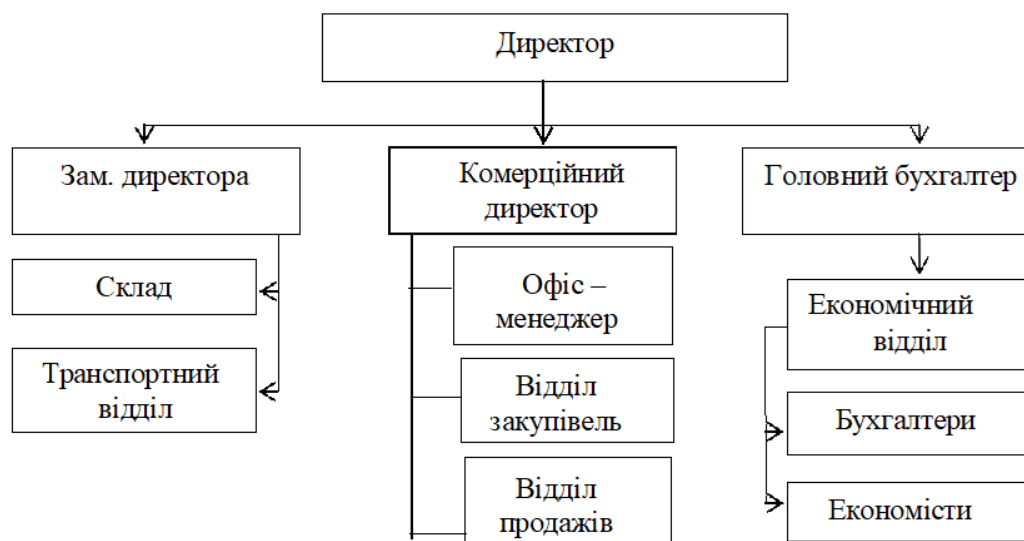 Директор
Зам. директора
Комерційний
директор
Головний бухгалтер
Склад
Транспортний
відділ
Офіс –
менеджер
Відділ
закупівель
Відділ
продажів
Економічний
відділ
Бухгалтери
Економісти